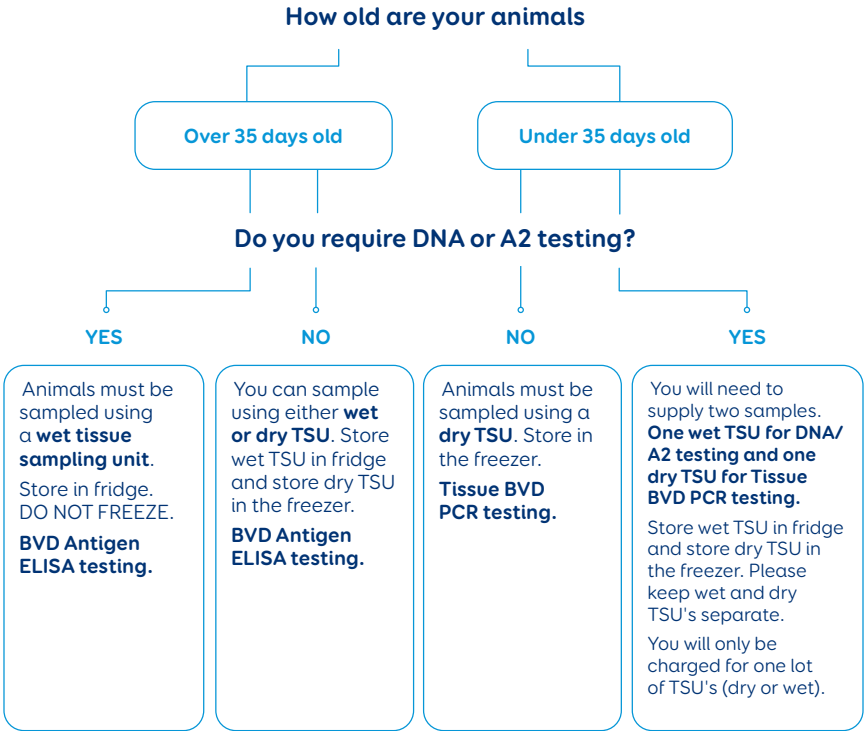 How old are your animals
Over 35 days old
Under 35 days old
Do you require DNA or A2 testing?
YES
NO
NO
YES
Animals must be
sampled using
a wet tissue
sampling unit.
Store in fridge.
DO NOT FREEZE.
BVD Antigen
ELISA testing.
You can sample
using either wet
or dry TSU. Store
wet TSU in fridge
and store dry TSU
in the freezer.
BVD Antigen
ELISA testing.
Animals must be
sampled using a
dry TSU. Store in
the freezer.
Tissue BVD
PCR testing.
You will need to
supply two samples.
One wet TSU for DNA/
A2 testing and one
dry TSU for Tissue
BVD PCR testing.
Store wet TSU in fridge
and store dry TSU in
the freezer. Please
keep wet and dry
TSU's separate.
You will only be
charged for one lot
of TSU's (dry or wet).